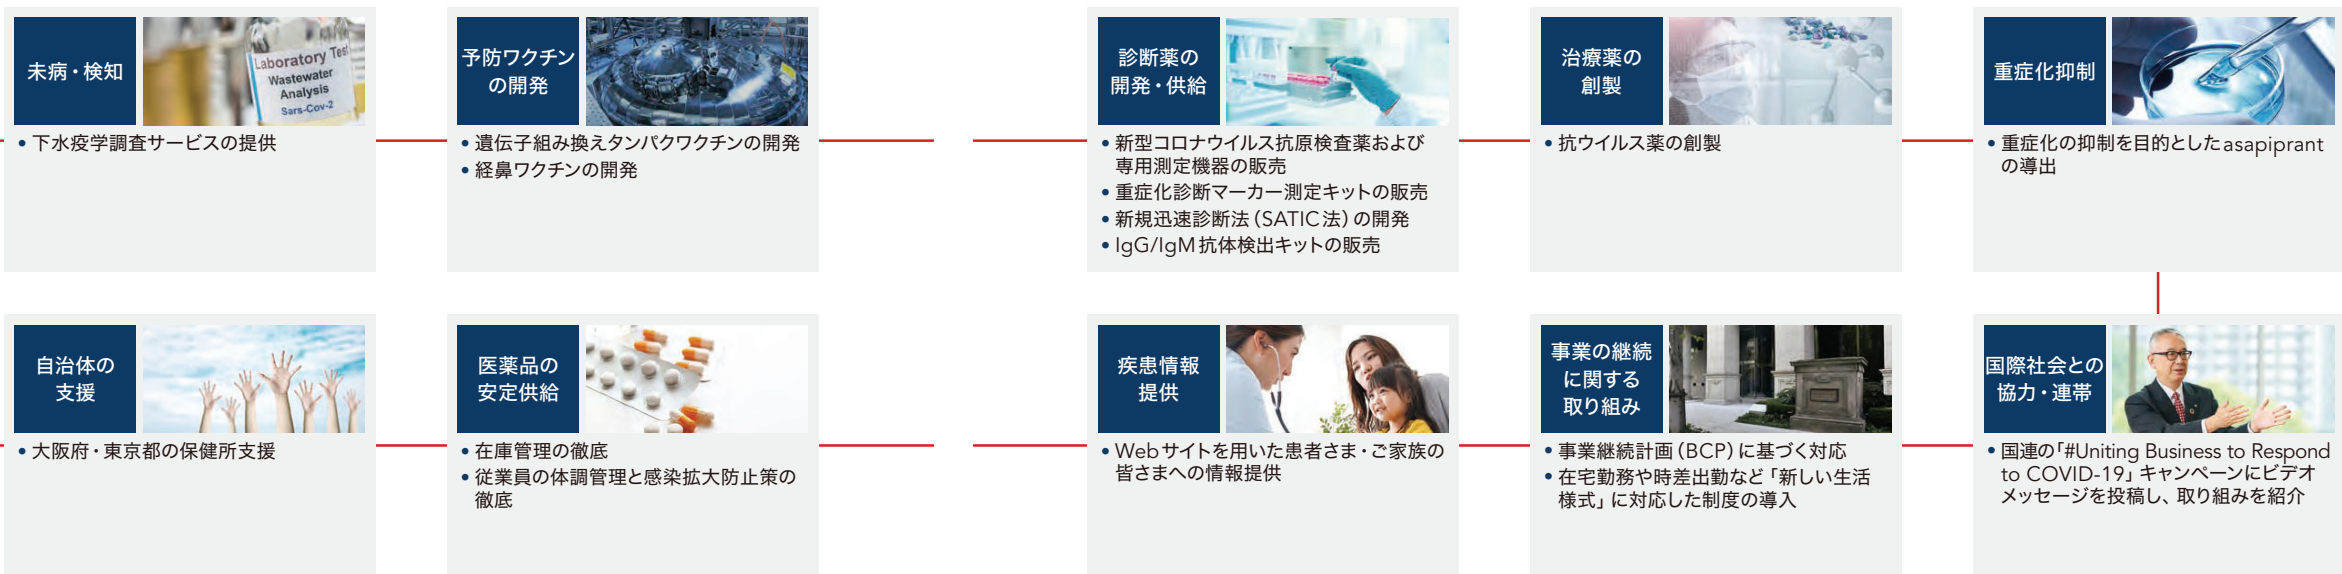 未病・検知
Laboratory Test
Wastewater
Analysis
Sars-Cov-2
• 下水疫学調査サービスの提供
予防ワクチン
の開発
• 遺伝子組み換えタンパクワクチンの開発
• 経鼻ワクチンの開発
診断薬の
開発・供給
• 新型コロナウイルス抗原検査薬および
専用測定機器の販売
• 重症化診断マーカー測定キットの販売
• 新規迅速診断法（SATIC法）の開発
• IgG/IgM抗体検出キットの販売
治療薬の
創製
• 抗ウイルス薬の創製
重症化抑制
• 重症化の抑制を目的としたasapiprant
の導出
自治体の
支援
• 大阪府・東京都の保健所支援
医薬品の
安定供給
• 在庫管理の徹底
• 従業員の体調管理と感染拡大防止策の
徹底
疾患情報
提供
• Webサイトを用いた患者さま・ご家族の
皆さまへの情報提供
事業の継続
に関する
取り組み
• 事業継続計画（BCP）に基づく対応
• 在宅勤務や時差出勤など「新しい生活
様式」に対応した制度の導入
国際社会との
協力・連帯
• 国連の「#Uniting Business to Respond
to COVID-19」キャンペーンにビデオ
メッセージを投稿し、取り組みを紹介